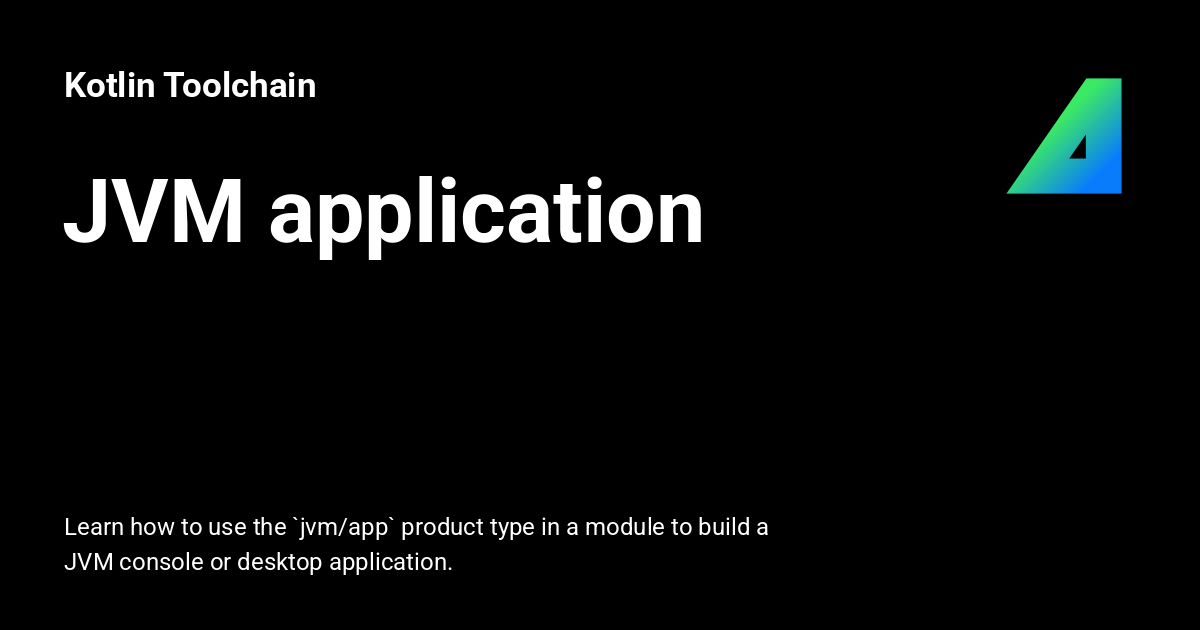 Kotlin Toolchain
JVM application
Learn how to use the `jvm/app` product type in a module to build a
JVM console or desktop application.